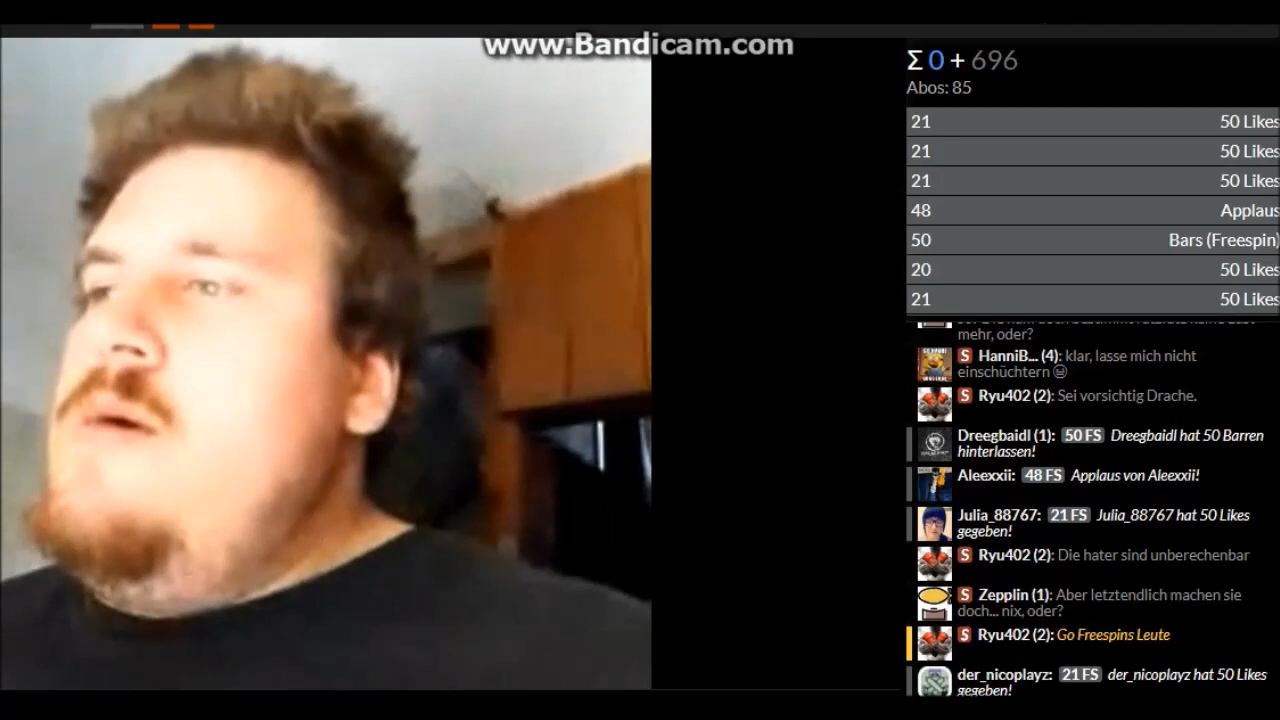 www.Bandicam.com
Σ 0 + 696
Abos: 85
21 50 Likes
21 50 Likes
21 50 Likes
48 Applaus
50 Bars (Freespin)
20 50 Likes
21 50 Likes
mehr, oder?
S HanniB... (4): klar, lasse mich nicht
einschüchtern
S Ryu402 (2): Sei vorsichtig Drache.
Dreegbaidl (1): 50 FS Dreegbaidl hat 50 Barren
hinterlassen!
Aleexxii: 48 FS Applaus von Aleexxii!
Julia_88767: 21 FS Julia_88767 hat 50 Likes
gegeben!
S Ryu402 (2): Die hater sind unberechenbar
S Zepplin (1): Aber letztendlich machen sie
doch... nix, oder?
S Ryu402 (2): Go Freespins Leute
der_nicoplayz: 21 FS der_nicoplayz hat 50 Likes
gegeben!